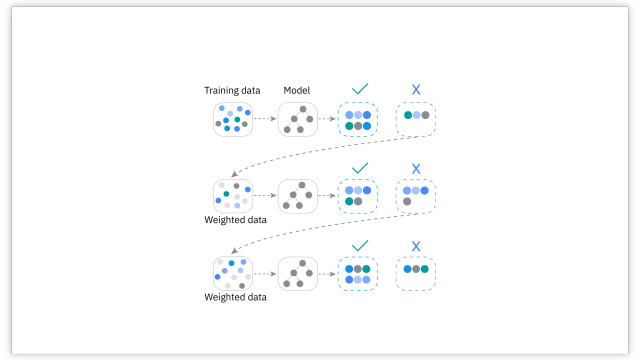 Training data
Model
X
X
Weighted data
X
Weighted data